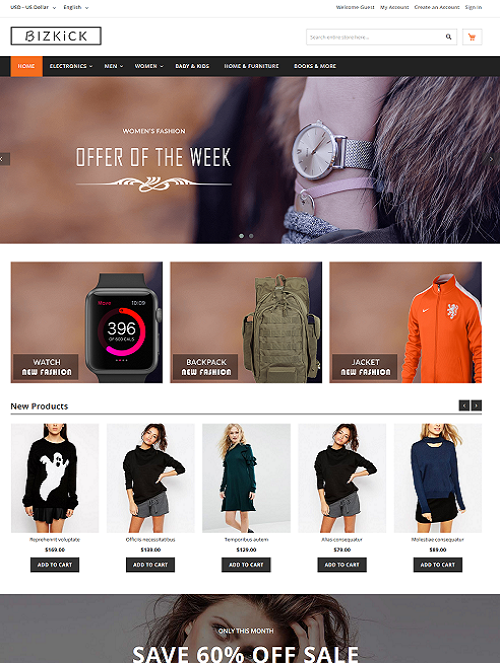 USD - US Dollar English Welcome Guest My Account Create an Account Sign In
BIZKICK Search entire store here...
HOME ELECTRONICS MEN WOMEN BABY & KIDS HOME & FURNITURE BOOKS & MORE
WOMEN'S FASHION
OFFER OF THE WEEK
10:09
Move
396
OF 600 CALS
WATCH BACKPACK JACKET
NEW FASHION NEW FASHION NEW FASHION
New Products
Reprehenrit voluptate Officiis necessitatibus Temporibus autem Alias consequatur Molestiae consequatur
$169.00 $139.00 $129.00 $79.00 $89.00
ADD TO CART ADD TO CART ADD TO CART ADD TO CART ADD TO CART
ONLY THIS MONTH
SAVE 60% OFF SALE